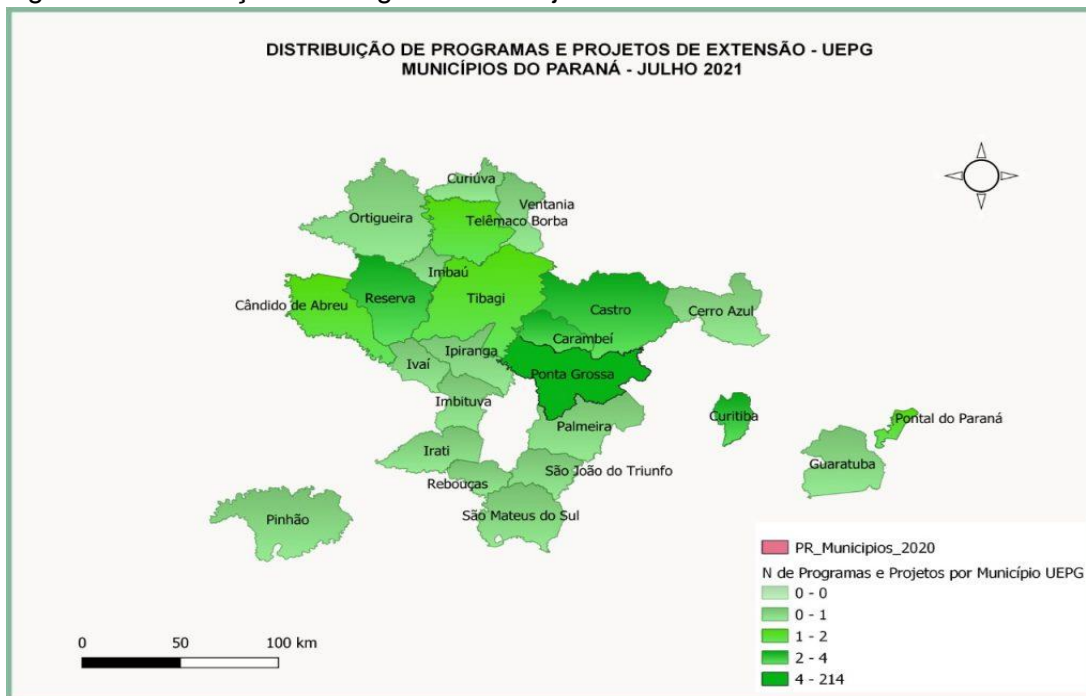 DISTRIBUIÇÃO DE PROGRAMAS E PROJETOS DE EXTENSÃO - UEPG
MUNICÍPIOS DO PARANÁ - JULHO 2021
Curiúva
Ventania
Ortigueira
Telêmaco Borba
Imbaú
Reserva
Tibagi
Cândido de Abreu
Castro
Cerro Azul
Carambeí
Ipiranga
Ivaí
Ponta Grossa
Imbituva
Curitiba
Pontal do Paraná
Palmeira
Irati
Guaratuba
São João do Triunfo
Rebouças
São Mateus do Sul
Pinhão
PR_Municipios_2020
N de Programas e Projetos por Município UEPG
0 - 0
0 - 1
1 - 2
2 - 4
4 - 214
0 50 100 km